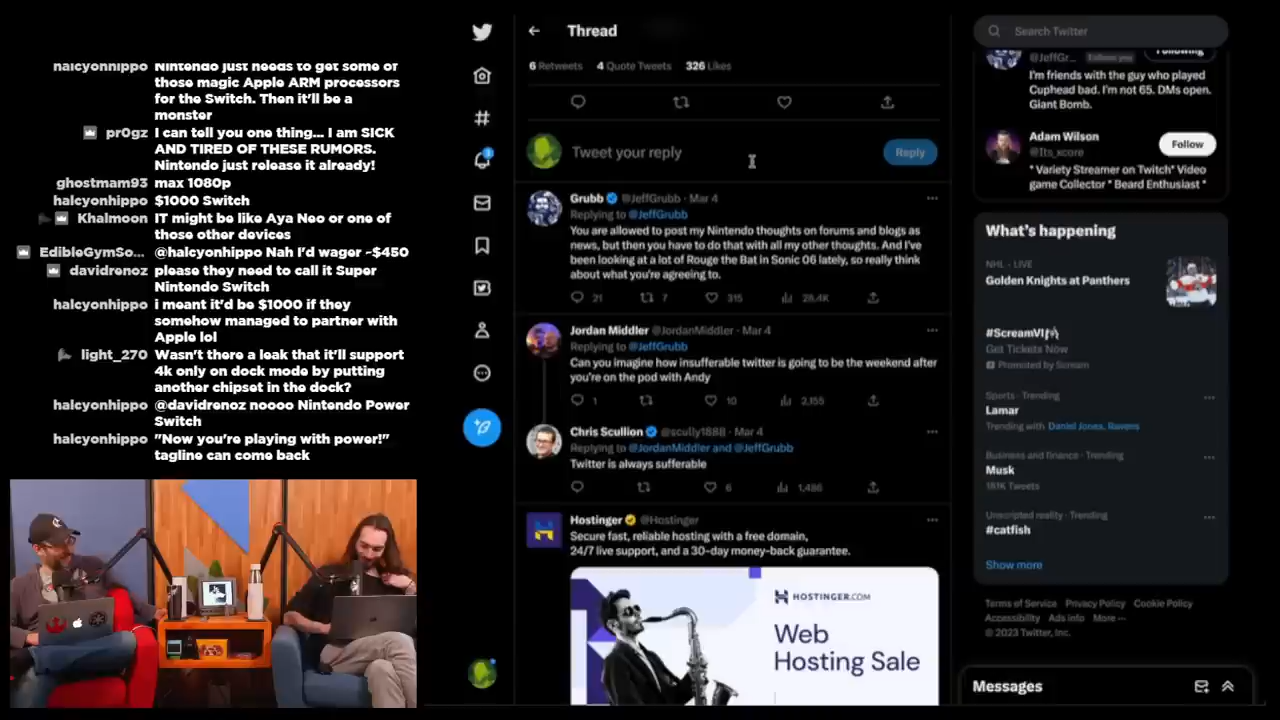 halcyonhippo Nintendo just needs to get some of
those magic Apple ARM processors
for the Switch. Then it'll be a
monster
pr0gz I can tell you one thing... I am SICK
AND TIRED OF THESE RUMORS.
Nintendo just release it already!
ghostmam93 max 1080p
halcyonhippo $1000 Switch
Khalmoon IT might be like Aya Neo or one of
those other devices
EdibleGymSo... @halcyonhippo Nah I'd wager ~$450
davidrenoz please they need to call it Super
Nintendo Switch
halcyonhippo i meant it'd be $1000 if they
somehow managed to partner with
Apple lol
light_270 Wasn't there a leak that it'll support
4k only on dock mode by putting
another chipset in the dock?
halcyonhippo @davidrenoz noooo Nintendo Power
Switch
halcyonhippo "Now you're playing with power!"
tagline can come back
Thread
6 Retweets 4 Quote Tweets 326 Likes
Tweet your reply
Reply
Grubb @JeffGrubb · Mar 4
Replying to @JeffGrubb
You are allowed to post my Nintendo thoughts on forums and blogs as
news, but then you have to do that with all my other thoughts. And I've
been looking at a lot of Rouge the Bat in Sonic 06 lately, so really think
about what you're agreeing to.
21 7 315 28.4K
Jordan Middler @JordanMiddler · Mar 4
Replying to @JeffGrubb
Can you imagine how insufferable twitter is going to be the weekend after
you're on the pod with Andy
1 10 2,155
Chris Scullion @scully1888 · Mar 4
Replying to @JordanMiddler and @JeffGrubb
Twitter is always sufferable
6 1,486
Hostinger @Hostinger
Secure fast, reliable hosting with a free domain,
24/7 live support, and a 30-day money-back guarantee.
HOSTINGER.COM
Web
Hosting Sale
Search Twitter
@JeffGr... Follows you
Following
I'm friends with the guy who played
Cuphead bad. I'm not 65. DMs open.
Giant Bomb.
Adam Wilson
@Its_xcore
Follow
* Variety Streamer on Twitch* Video
game Collector * Beard Enthusiast *
What's happening
NHL · LIVE
Golden Knights at Panthers
#ScreamVI
Get Tickets Now
Promoted by Scream
Sports · Trending
Lamar
Trending with Daniel Jones, Ravens
Business and finance · Trending
Musk
181K Tweets
Unscripted reality · Trending
#catfish
Show more
Terms of Service Privacy Policy Cookie Policy
Accessibility Ads info More ···
© 2023 Twitter, Inc.
Messages